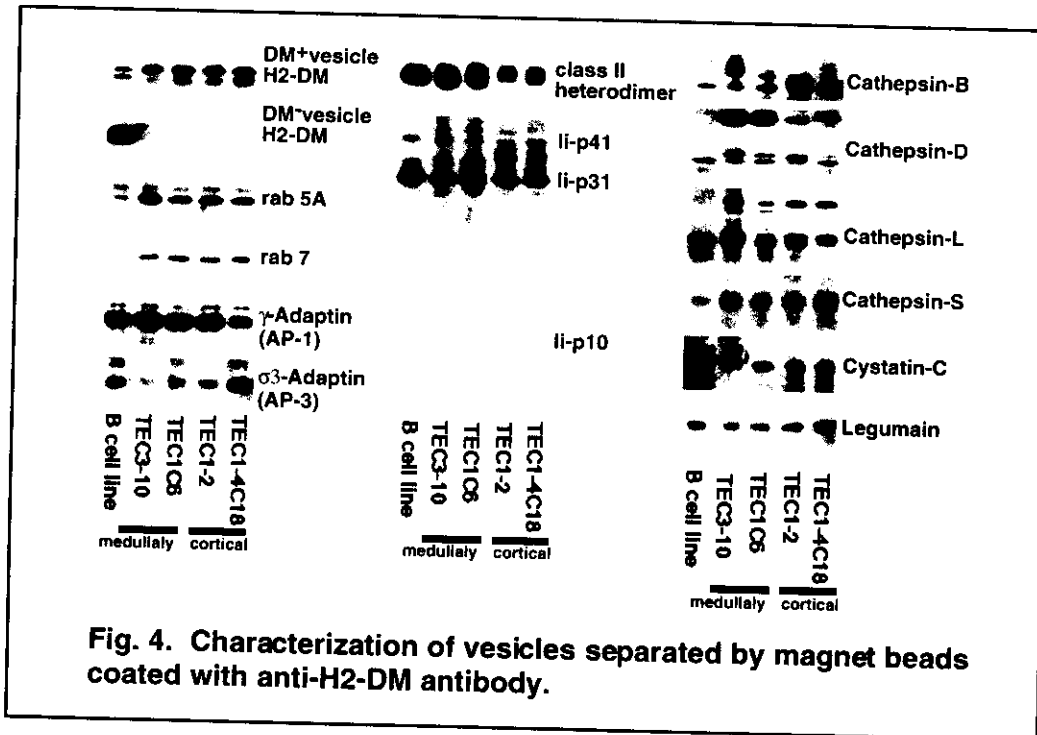 DM+vesicle
H2-DM
DM-vesicle
H2-DM
rab 5A
rab 7
γ-Adaptin
(AP-1)
σ3-Adaptin
(AP-3)
B cell line
TEC3-10
TEC1C6
TEC1-2
TEC1-4C18
medullaly
cortical
class II
heterodimer
Ii-p41
Ii-p31
Ii-p10
B cell line
TEC3-10
TEC1C6
TEC1-2
TEC1-4C18
medullaly
cortical
Cathepsin-B
Cathepsin-D
Cathepsin-L
Cathepsin-S
Cystatin-C
Legumain
B cell line
TEC3-10
TEC1C6
TEC1-2
TEC1-4C18
medullaly
cortical
Fig. 4. Characterization of vesicles separated by magnet beads
coated with anti-H2-DM antibody.